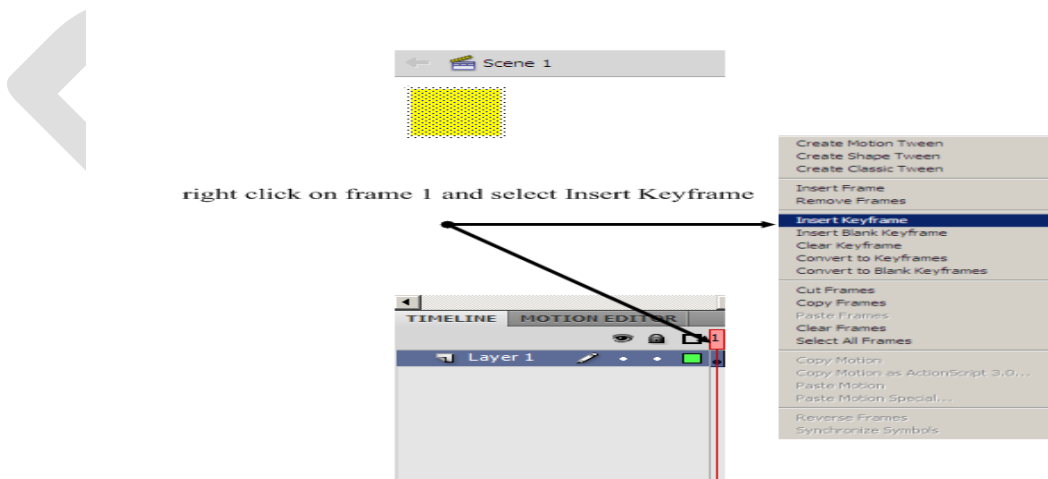 Scene 1
right click on frame 1 and select Insert Keyframe
Create Motion Tween
Create Shape Tween
Create Classic Tween
Insert Frame
Remove Frames
Insert Keyframe
Insert Blank Keyframe
Clear Keyframe
Convert to Keyframes
Convert to Blank Keyframes
Cut Frames
Copy Frames
Paste Frames
Clear Frames
Select All Frames
Copy Motion
Copy Motion as ActionScript 3.0...
Paste Motion
Paste Motion Special...
Reverse Frames
Synchronize Symbols
TIMELINE MOTION EDITOR
1
Layer 1